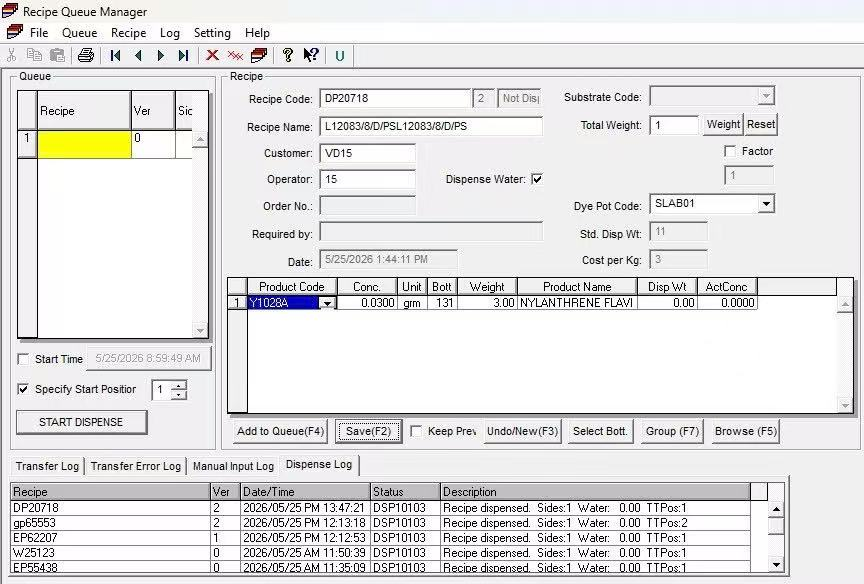 Recipe Queue Manager
File Queue Recipe Log Setting Help
U
Queue
Recipe Ver Sic
1 0
Start Time 5/25/2026 8:59:49 AM
Specify Start Positior 1
START DISPENSE
Recipe
Recipe Code: DP20718 2 Not Disp
Substrate Code:
Recipe Name: L12083/8/D/PSL12083/8/D/PS
Total Weight: 1 Weight Reset
Customer: VD15
Factor
Operator: 15
Dispense Water:
1
Order No.:
Dye Pot Code: SLAB01
Required by:
Std. Disp Wt: 11
Date: 5/25/2026 1:44:11 PM
Cost per Kg: 3
Product Code Conc. Unit Bott Weight Product Name Disp Wt ActConc
1 Y1028A 0.0300 grm 131 3.00 NYLANTHRENE FLAVI 0.00 0.0000
Add to Queue(F4) Save(F2) Keep Prev Undo/New(F3) Select Bott. Group (F7) Browse (F5)
Transfer Log Transfer Error Log Manual Input Log Dispense Log
Recipe Ver Date/Time Status Description
DP20718 2 2026/05/25 PM 13:47:21 DSP10103 Recipe dispensed. Sides:1 Water: 0.00 TTPos:1
gp65553 2 2026/05/25 PM 12:13:18 DSP10103 Recipe dispensed. Sides:1 Water: 0.00 TTPos:2
EP62207 1 2026/05/25 PM 12:12:53 DSP10103 Recipe dispensed. Sides:1 Water: 0.00 TTPos:1
W25123 0 2026/05/25 AM 11:50:39 DSP10103 Recipe dispensed. Sides:1 Water: 0.00 TTPos:1
EP55438 0 2026/05/25 AM 11:35:09 DSP10103 Recipe dispensed. Sides:1 Water: 0.00 TTPos:1